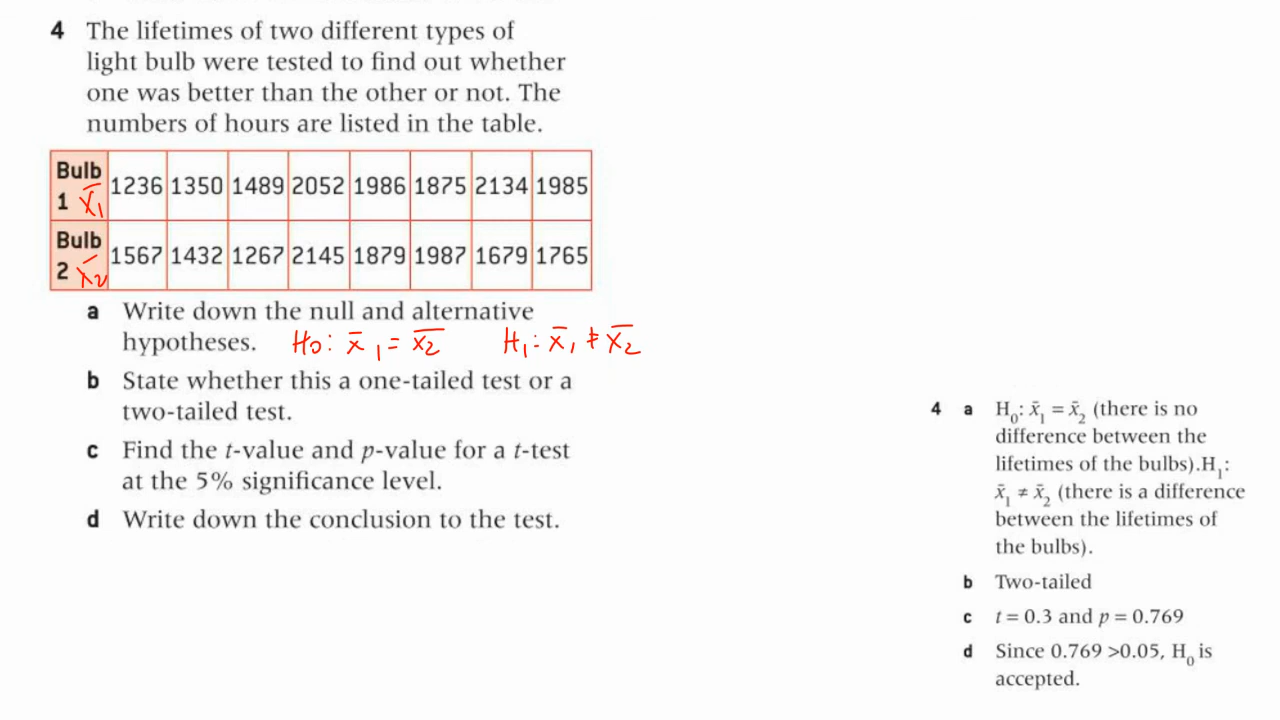 4 The lifetimes of two different types of
light bulb were tested to find out whether
one was better than the other or not. The
numbers of hours are listed in the table.
Bulb 1 x̄₁ 1236 1350 1489 2052 1986 1875 2134 1985
Bulb 2 x̄₂ 1567 1432 1267 2145 1879 1987 1679 1765
a Write down the null and alternative
hypotheses. H₀: x̄₁ = x̄₂ H₁: x̄₁ ≠ x̄₂
b State whether this a one-tailed test or a
two-tailed test.
c Find the t-value and p-value for a t-test
at the 5% significance level.
d Write down the conclusion to the test.
4 a H₀: x̄₁ = x̄₂ (there is no
difference between the
lifetimes of the bulbs).H₁:
x̄₁ ≠ x̄₂ (there is a difference
between the lifetimes of
the bulbs).
b Two-tailed
c t = 0.3 and p = 0.769
d Since 0.769 >0.05, H₀ is
accepted.